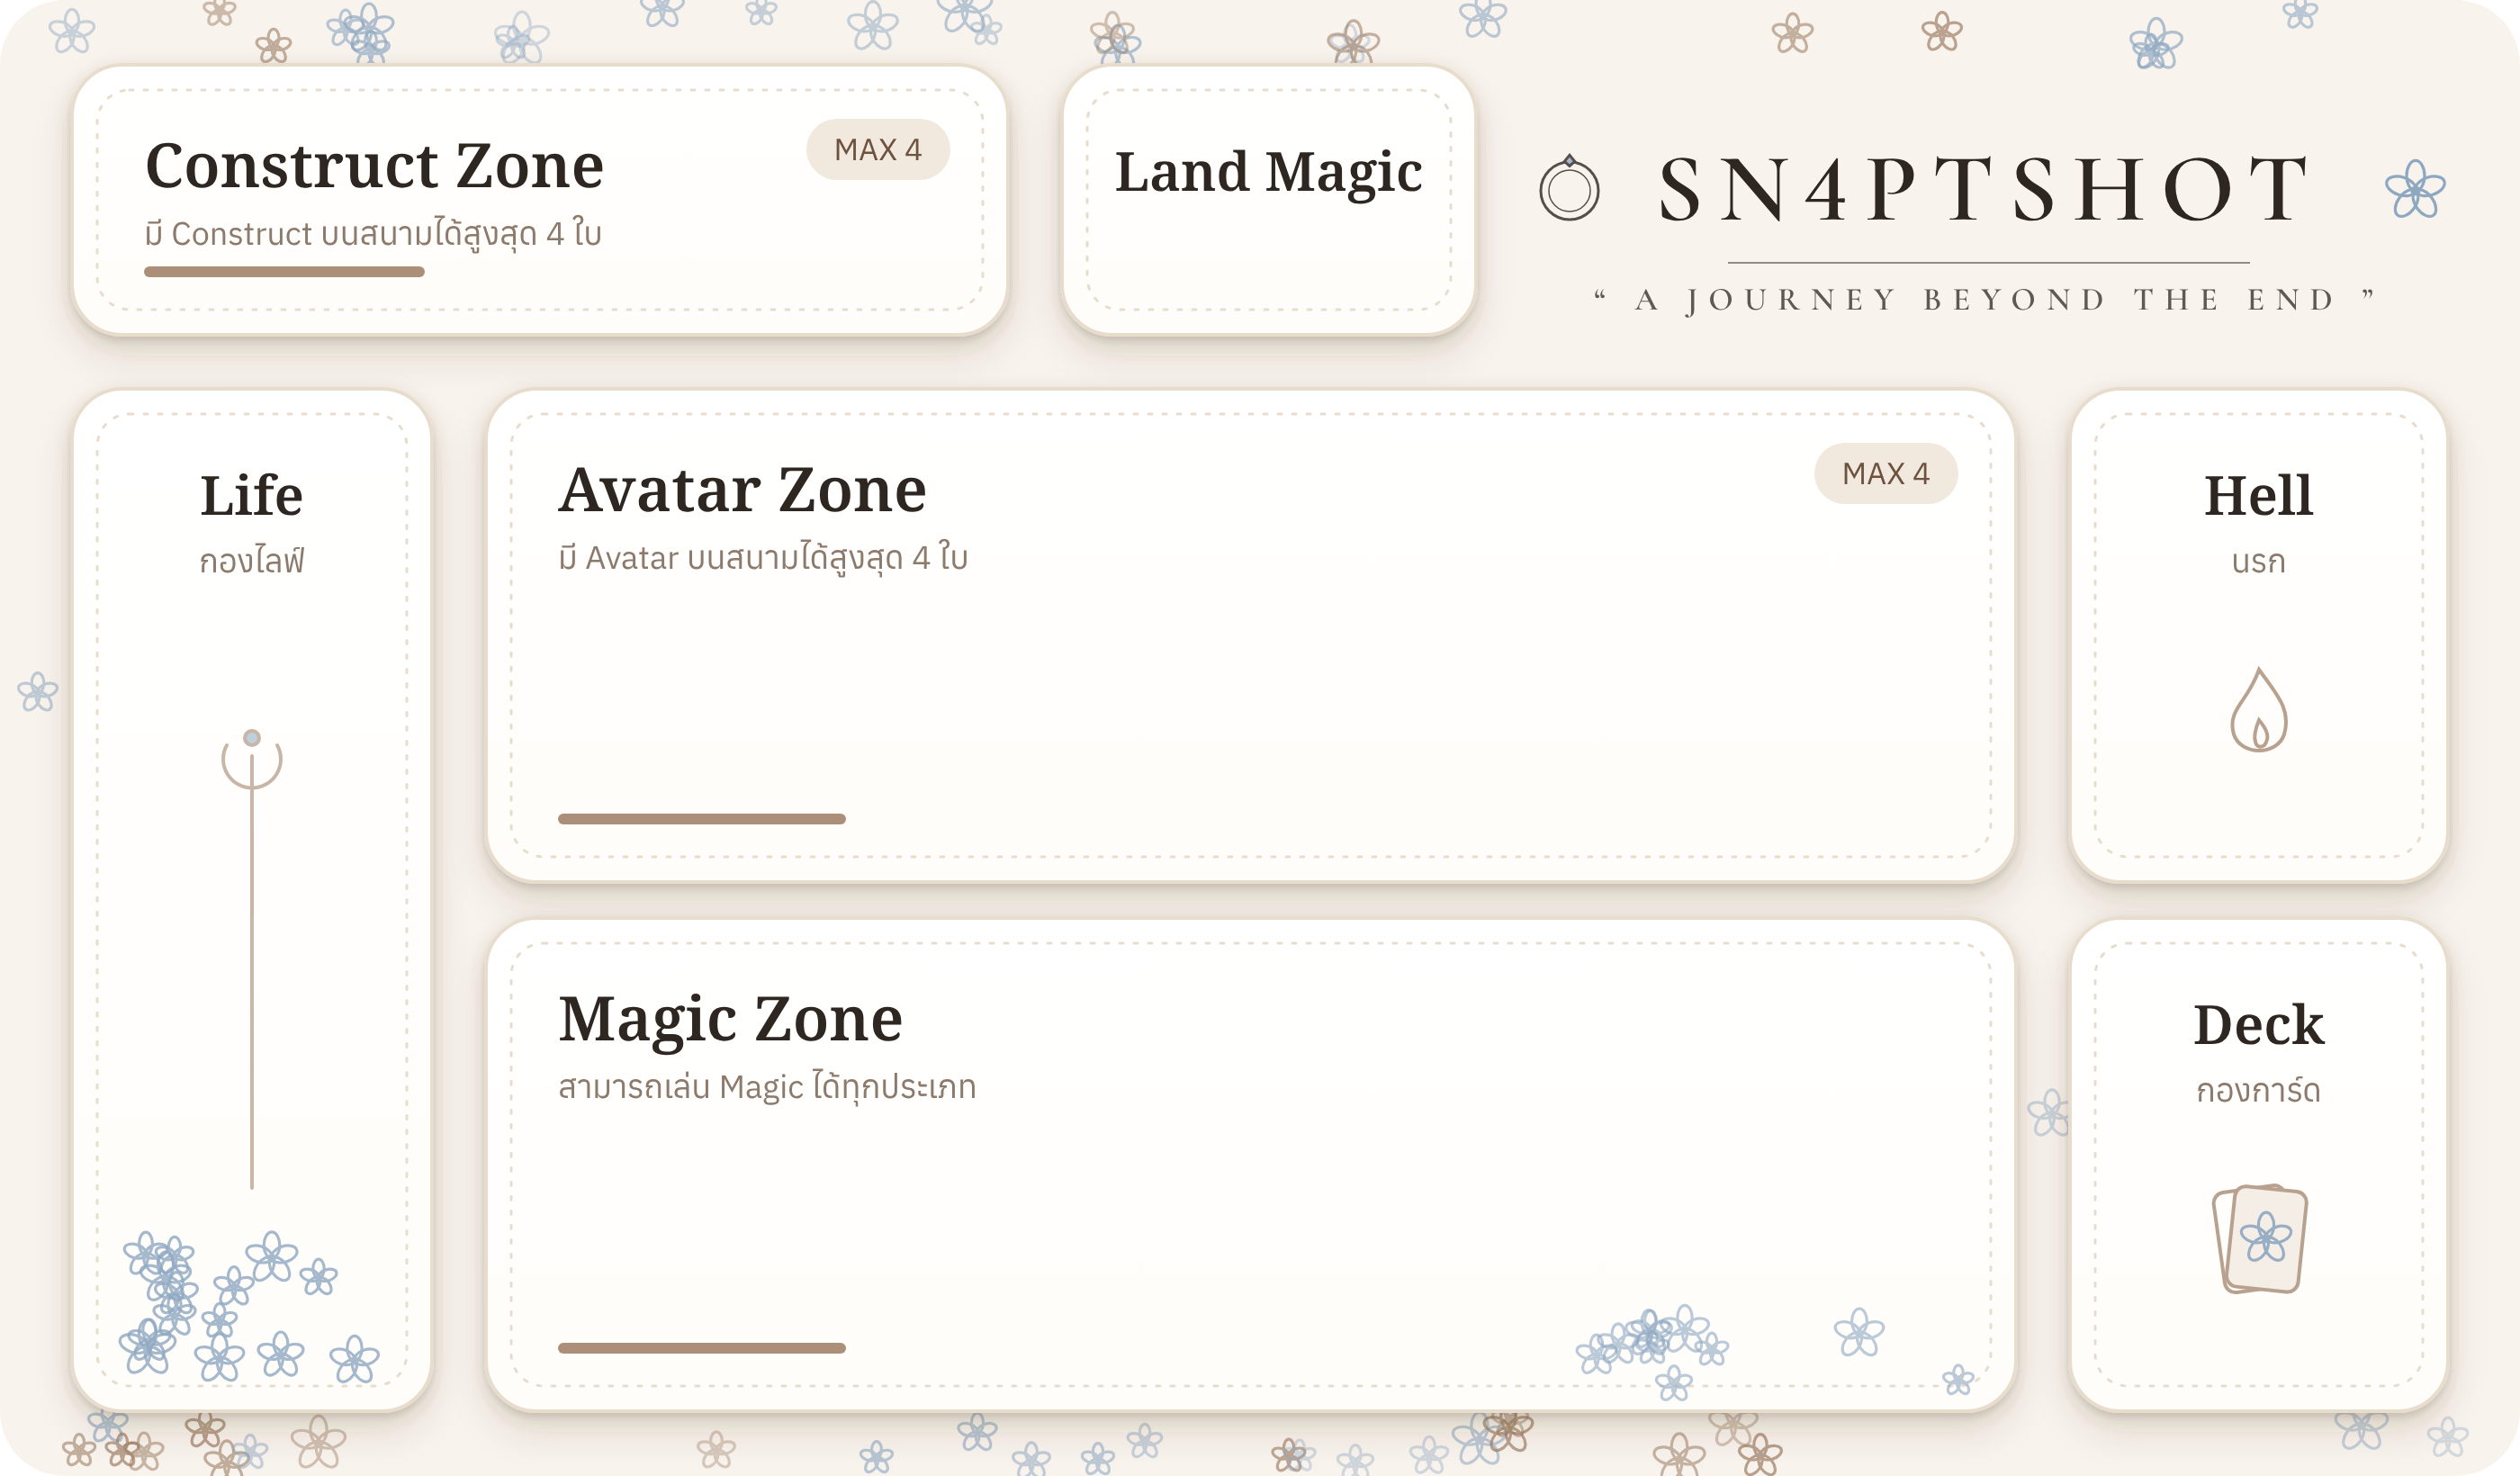 Construct Zone
MAX 4
มี Construct บนสนามได้สูงสุด 4 ใบ
Land Magic
SN4PTSHOT
“ A JOURNEY BEYOND THE END ”
Life
กองไลฟ์
Avatar Zone
MAX 4
มี Avatar บนสนามได้สูงสุด 4 ใบ
Hell
นรก
Magic Zone
สามารถเล่น Magic ได้ทุกประเภท
Deck
กองการ์ด